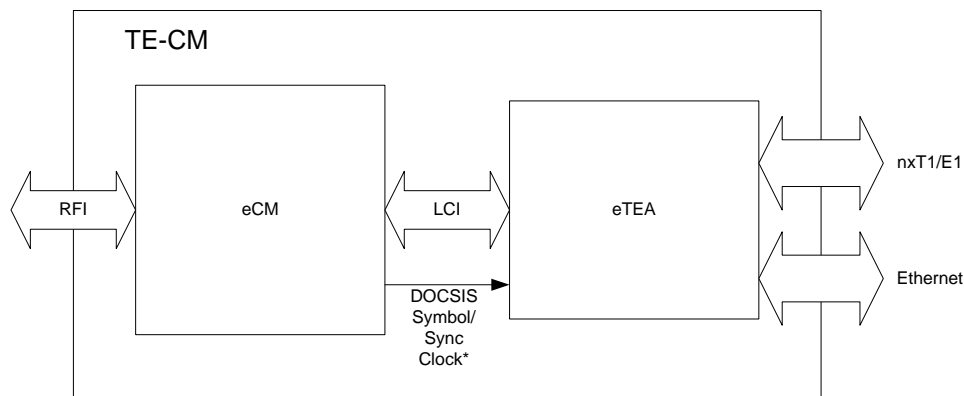 TE-CM
RFI
eCM
LCI
eTEA
nxT1/E1
Ethernet
DOCSIS
Symbol/
Sync
Clock*